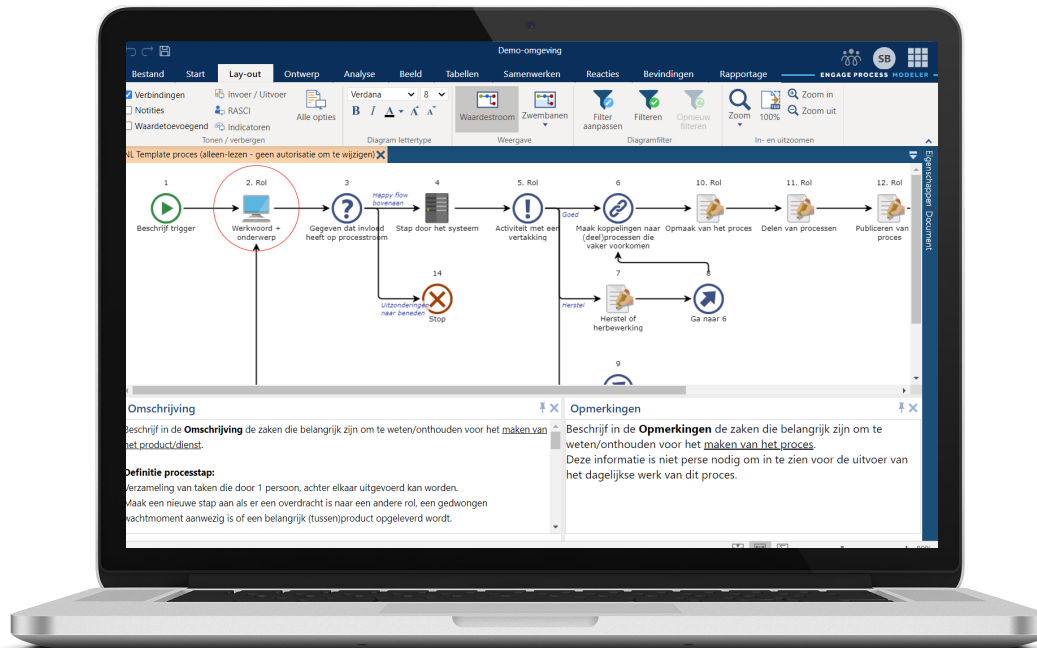 Demo-omgeving
SB
ENGAGE PROCESS MODELER
Bestand Start Lay-out Ontwerp Analyse Beeld Tabellen Samenwerken Reacties Bevindingen Rapportage
Verbindingen
Notities
Waardetoevoegend
Invoer / Uitvoer
RASCI
Indicatoren
Alle opties
Tonen / verbergen
Verdana 8
B I A A A
Diagram lettertype
Waardestroom
Zwembanen
Weergave
Filter
aanpassen
Filteren
Opnieuw
filteren
Diagramfilter
Zoom
100%
Zoom in
Zoom uit
In- en uitzoomen
NL Template proces (alleen-lezen - geen autorisatie om te wijzigen)
Eigenschappen Document
1
Beschrijf trigger
2. Rol
Werkwoord +
onderwerp
3
Gegeven dat invloed
heeft op processtroom
Happy flow
bovenaan
4
Stap door het systeem
5. Rol
Activiteit met een
vertakking
Goed
6
Maak koppelingen naar
(deel)processen die
vaker voorkomen
10. Rol
Opmaak van het proces
11. Rol
Delen van processen
12. Rol
Publiceren van
proces
Uitzonderingen
naar beneden
14
Stop
Herstel
7
Herstel of
herbewerking
8
Ga naar 6
9
Omschrijving
Beschrijf in de Omschrijving de zaken die belangrijk zijn om te weten/onthouden voor het maken van
het product/dienst.
Definitie processtap:
Verzameling van taken die door 1 persoon, achter elkaar uitgevoerd kan worden.
Maak een nieuwe stap aan als er een overdracht is naar een andere rol, een gedwongen
wachtmoment aanwezig is of een belangrijk (tussen)product opgeleverd wordt.
Opmerkingen
Beschrijf in de Opmerkingen de zaken die belangrijk zijn om te
weten/onthouden voor het maken van het proces.
Deze informatie is niet perse nodig om in te zien voor de uitvoer van
het dagelijkse werk van dit proces.